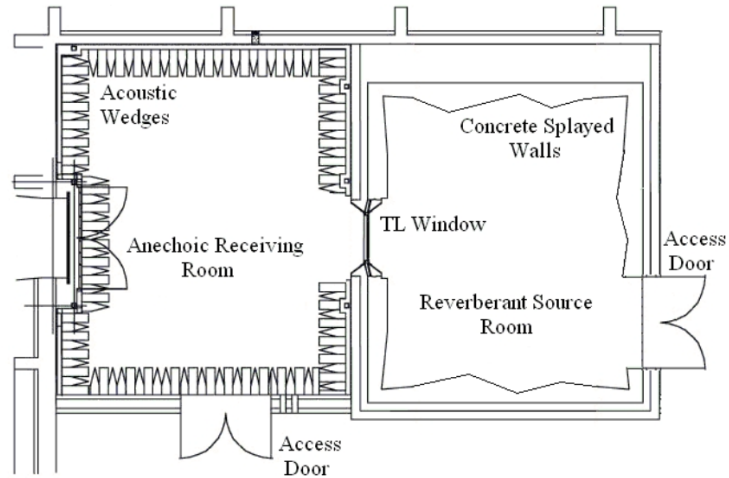 Acoustic
Wedges
Concrete Splayed
Walls
TL Window
Anechoic Receiving
Room
Access
Door
Reverberant Source
Room
Access
Door